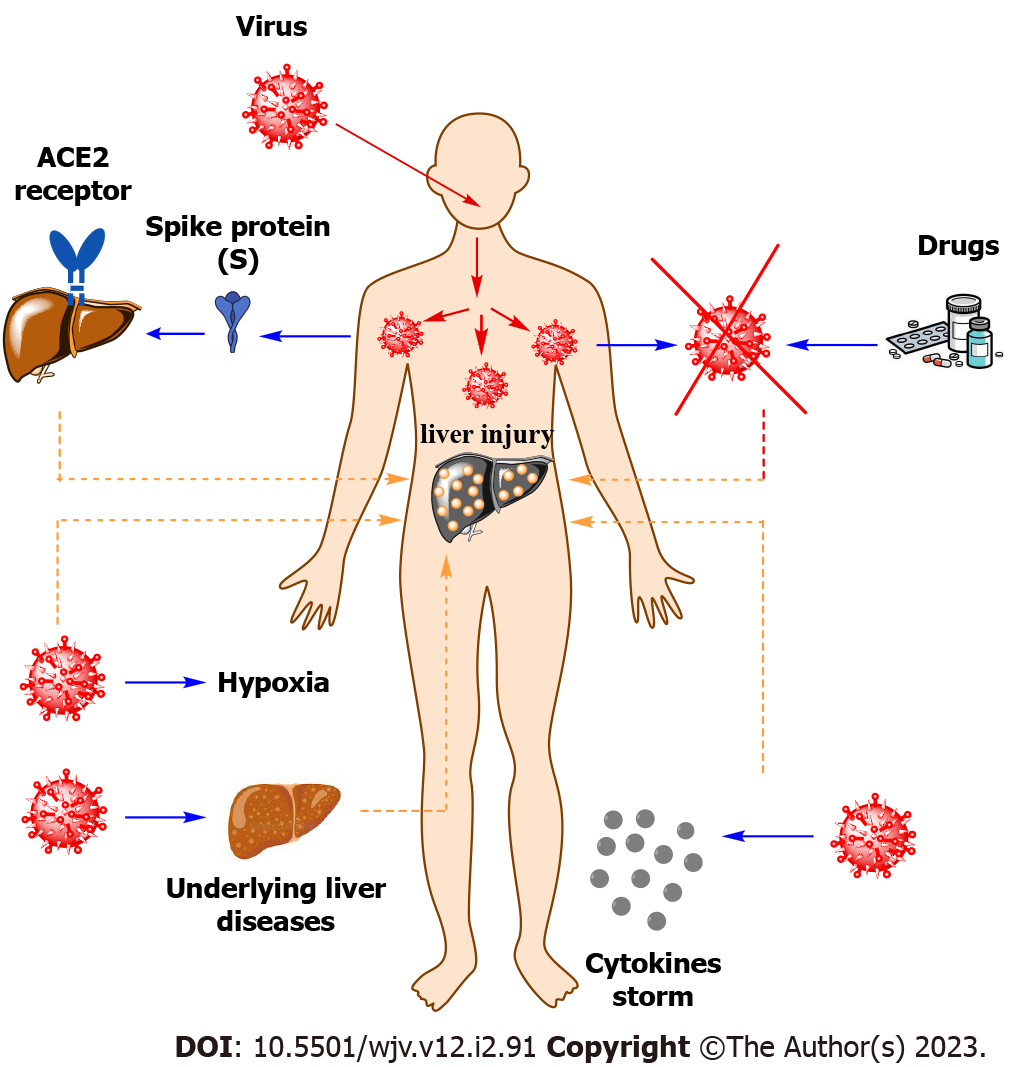 Virus
ACE2
receptor
Spike protein
(S)
Drugs
liver injury
Hypoxia
Underlying liver
diseases
Cytokines
storm
DOI: 10.5501/wjv.v12.i2.91 Copyright ©The Author(s) 2023.